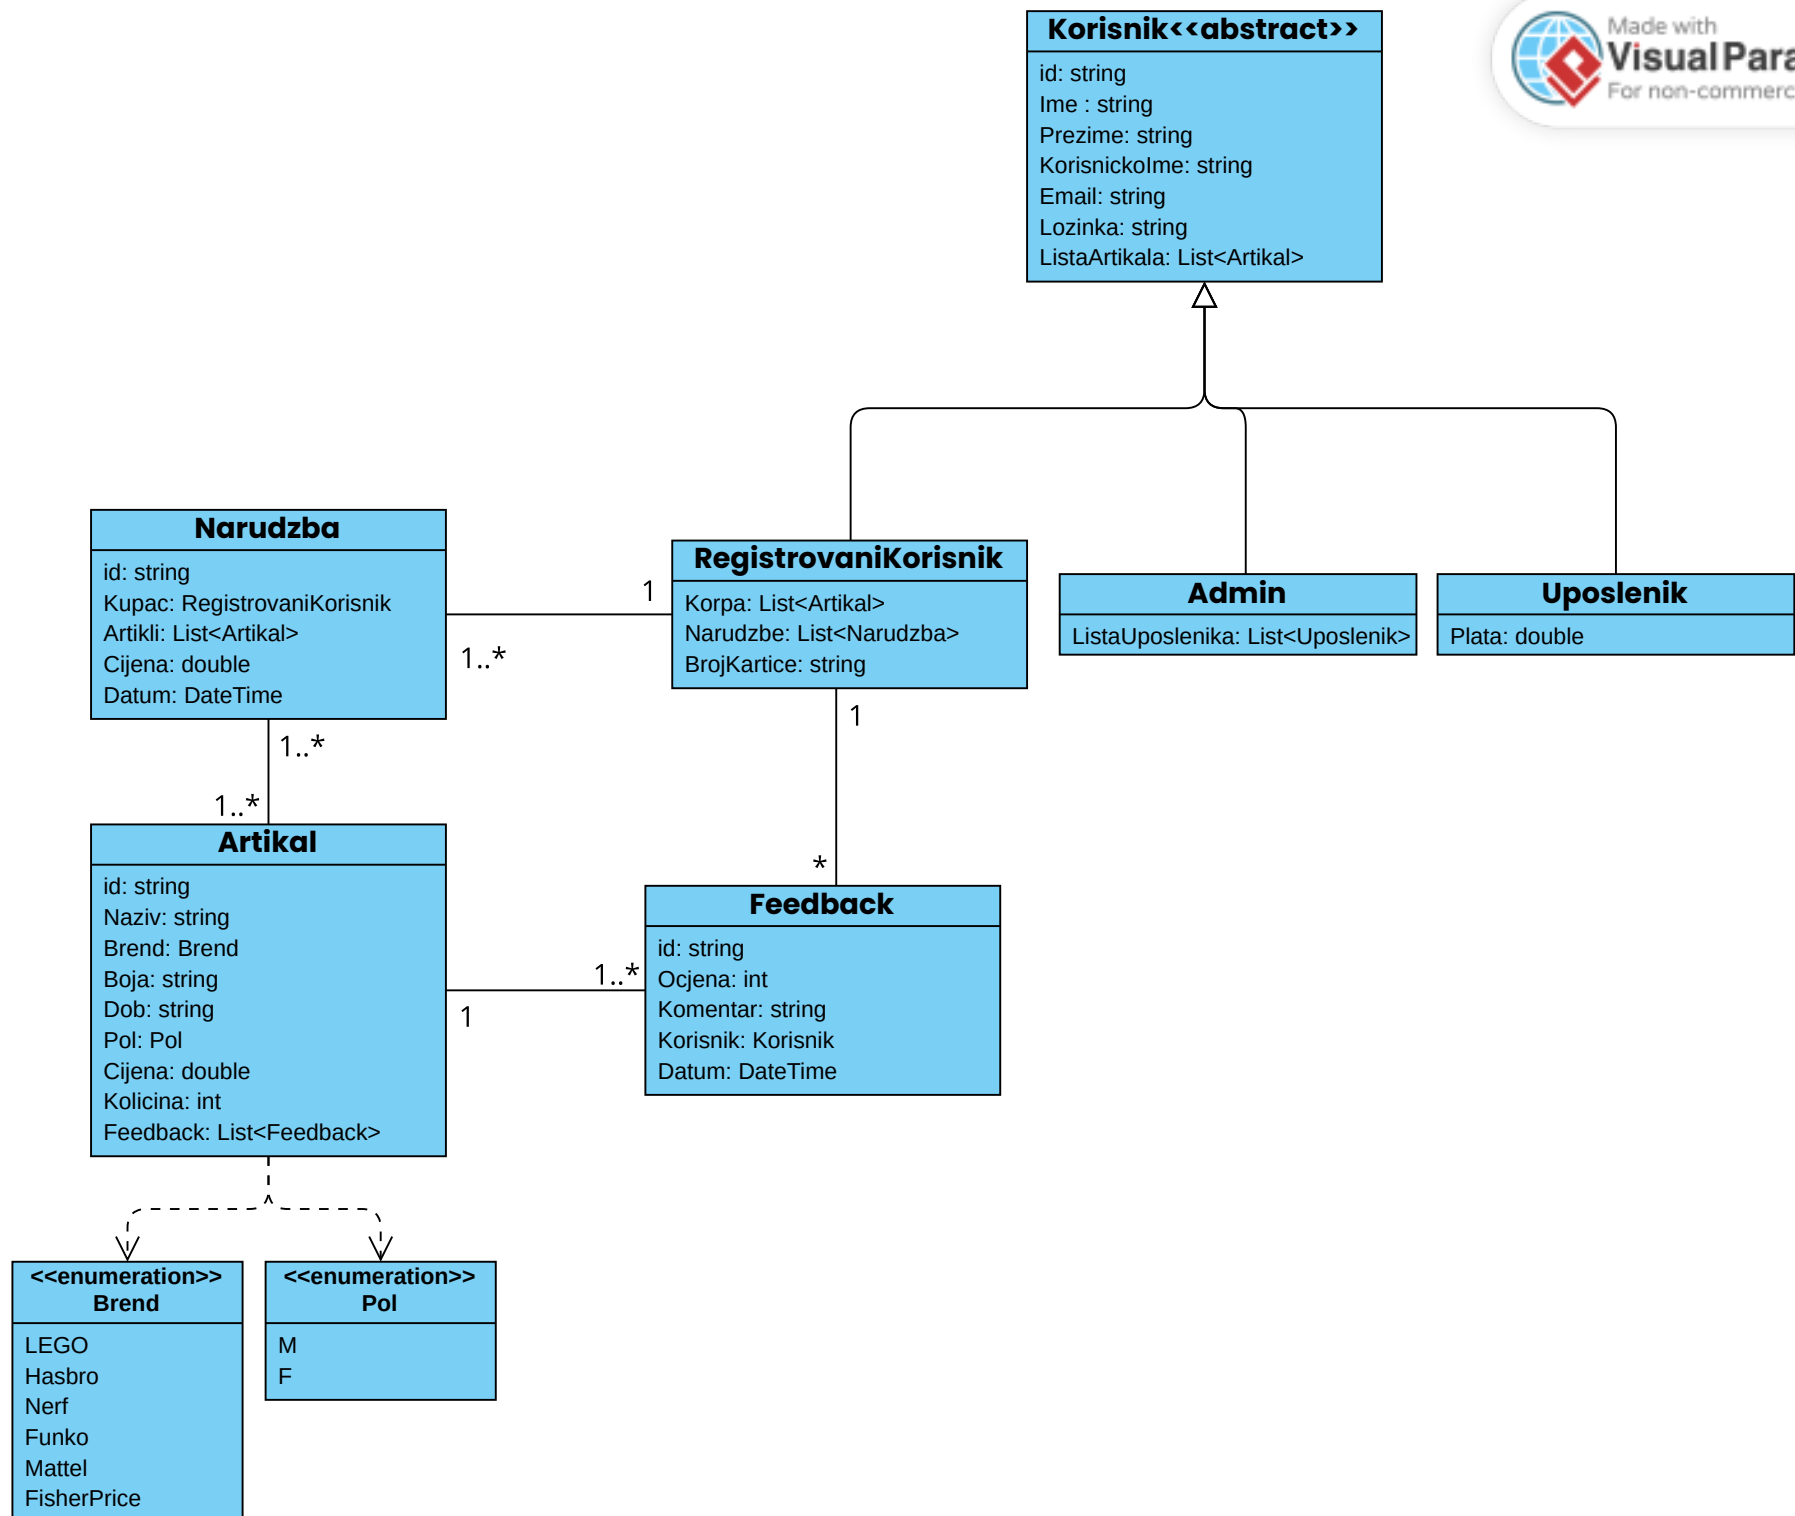 Korisnik<<abstract>>
id: string
Ime : string
Prezime: string
KorisnickoIme: string
Email: string
Lozinka: string
ListaArtikala: List<Artikal>
Made with
For non-commerc
Narudzba
id: string
Kupac: RegistrovaniKorisnik
Artikli: List<Artikal>
Cijena: double
Datum: DateTime
1
1..*
RegistrovaniKorisnik
Korpa: List<Artikal>
Narudzbe: List<Narudzba>
BrojKartice: string
Admin
ListaUposlenika: List<Uposlenik>
Uposlenik
Plata: double
1..*
1..*
1
*
Artikal
id: string
Naziv: string
Brend: Brend
Boja: string
Dob: string
Pol: Pol
Cijena: double
Kolicina: int
Feedback: List<Feedback>
1..*
1
Feedback
id: string
Ocjena: int
Komentar: string
Korisnik: Korisnik
Datum: DateTime
<<enumeration>>
Brend
LEGO
Hasbro
Nerf
Funko
Mattel
FisherPrice
<<enumeration>>
Pol
M
F